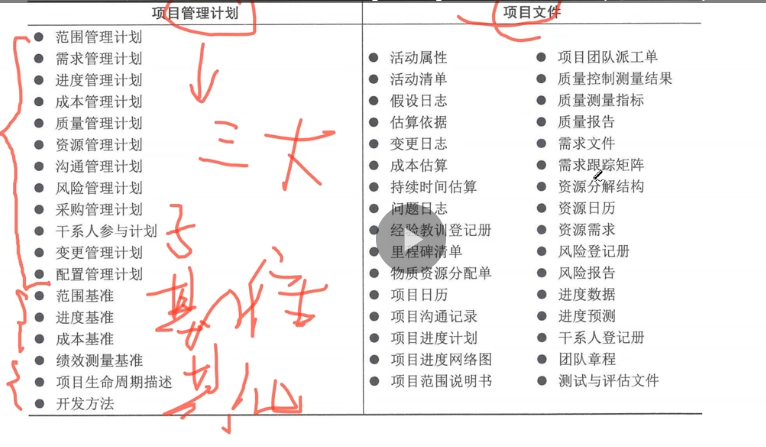 项目管理计划
项目文件
范围管理计划
需求管理计划
进度管理计划
成本管理计划
质量管理计划
资源管理计划
沟通管理计划
风险管理计划
采购管理计划
干系人参与计划
变更管理计划
配置管理计划
范围基准
进度基准
成本基准
绩效测量基准
项目生命周期描述
开发方法
三大
子
基准
其他
活动属性
活动清单
假设日志
估算依据
变更日志
成本估算
持续时间估算
问题日志
经验教训登记册
里程碑清单
物质资源分配单
项目日历
项目沟通记录
项目进度计划
项目进度网络图
项目范围说明书
项目团队派工单
质量控制测量结果
质量测量指标
质量报告
需求文件
需求跟踪矩阵
资源分解结构
资源日历
资源需求
风险登记册
风险报告
进度数据
进度预测
干系人登记册
团队章程
测试与评估文件